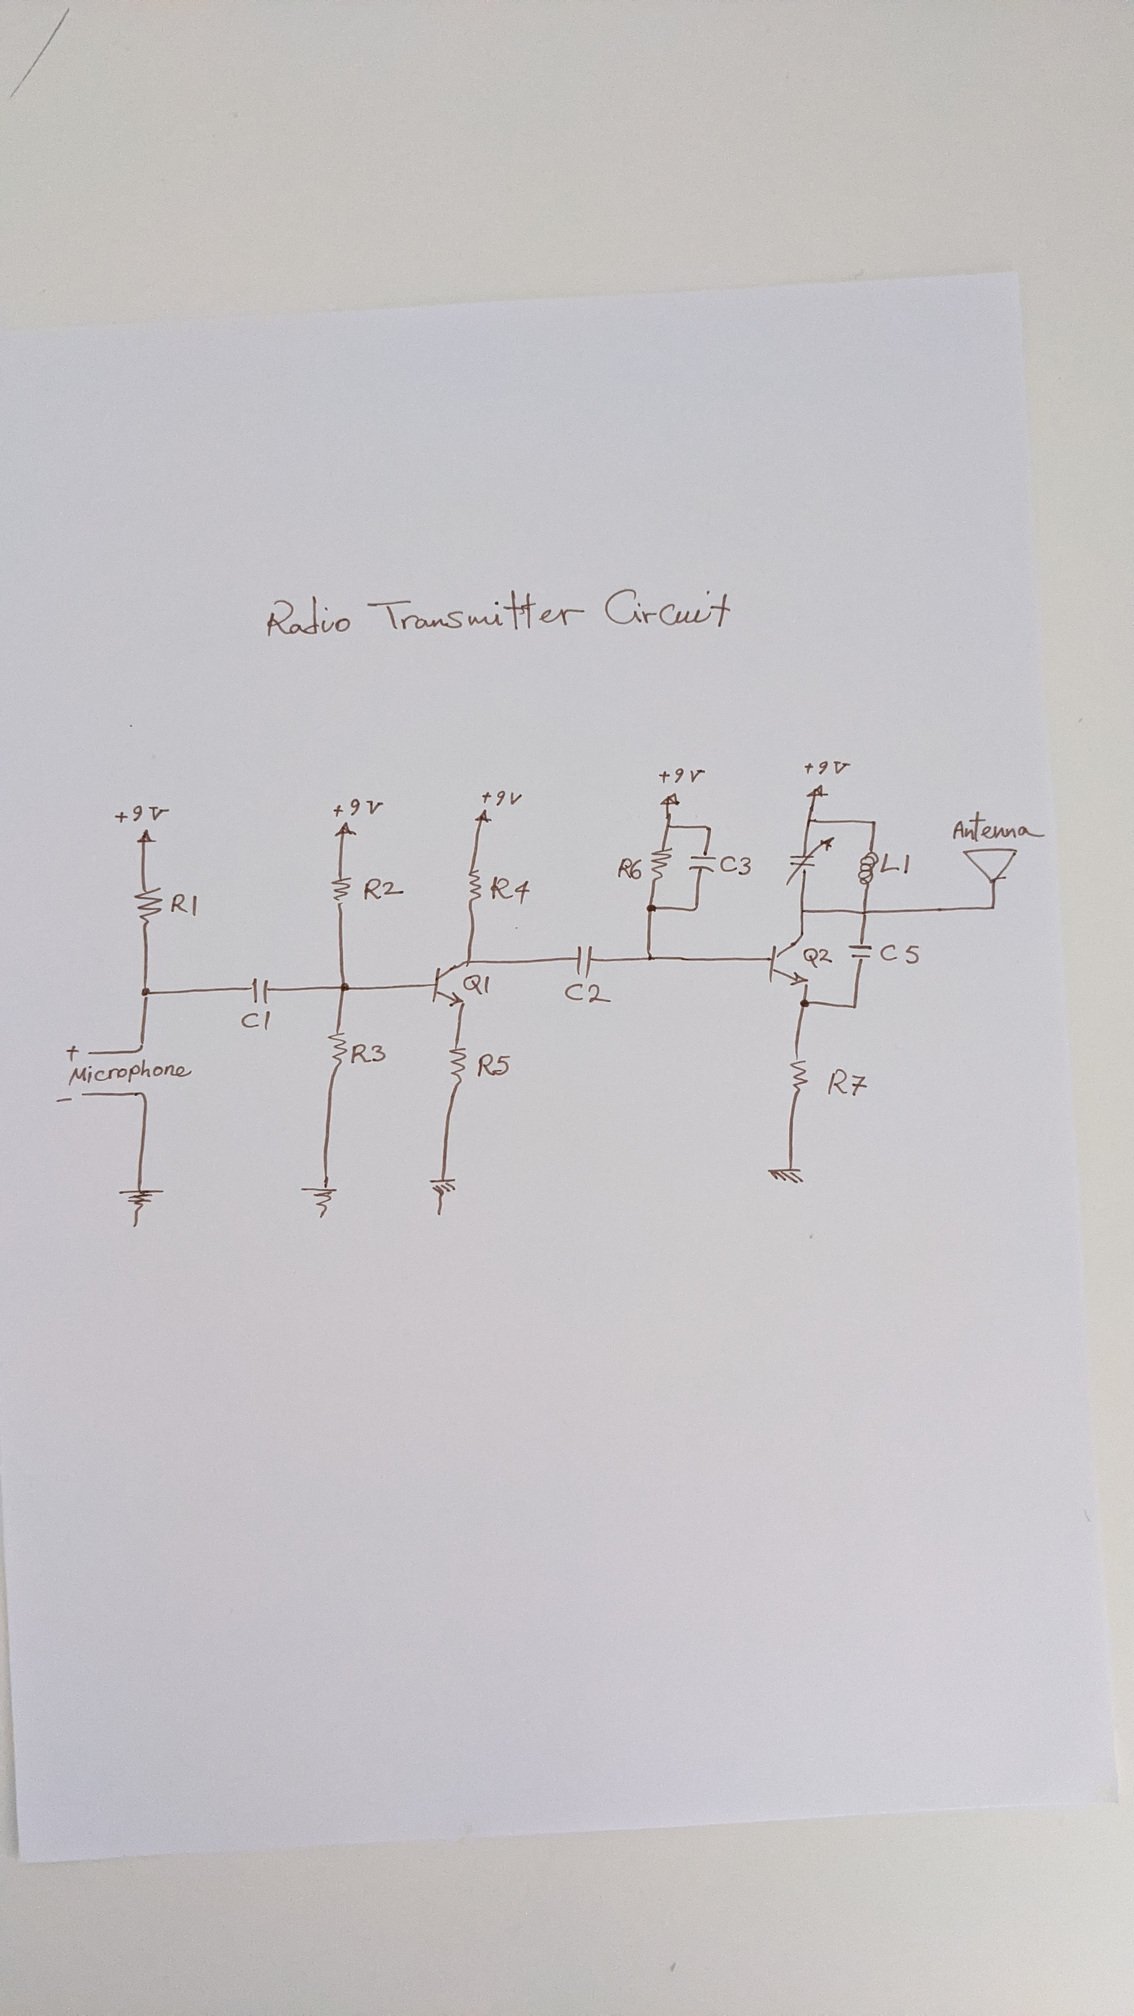 Radio Transmitter Circuit
+9V
+9V
+9V
+9V
+9V
Antenna
R1
R2
R4
R6
C3
L1
C1
Q1
C2
Q2
C5
+
Microphone
-
R3
R5
R7